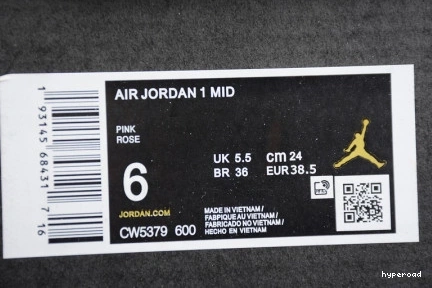 AIR JORDAN 1 MID
PINK
ROSE
6
UK 5.5 cm 24
BR 36 EUR 38.5
JORDAN.COM
MADE IN VIETNAM /
FABRIQUE AU VIETNAM /
FABRICADO NO VIETNAM /
HECHO EN VIETNAM
CW5379 600
1 93145 68431 7 16
hyperoad